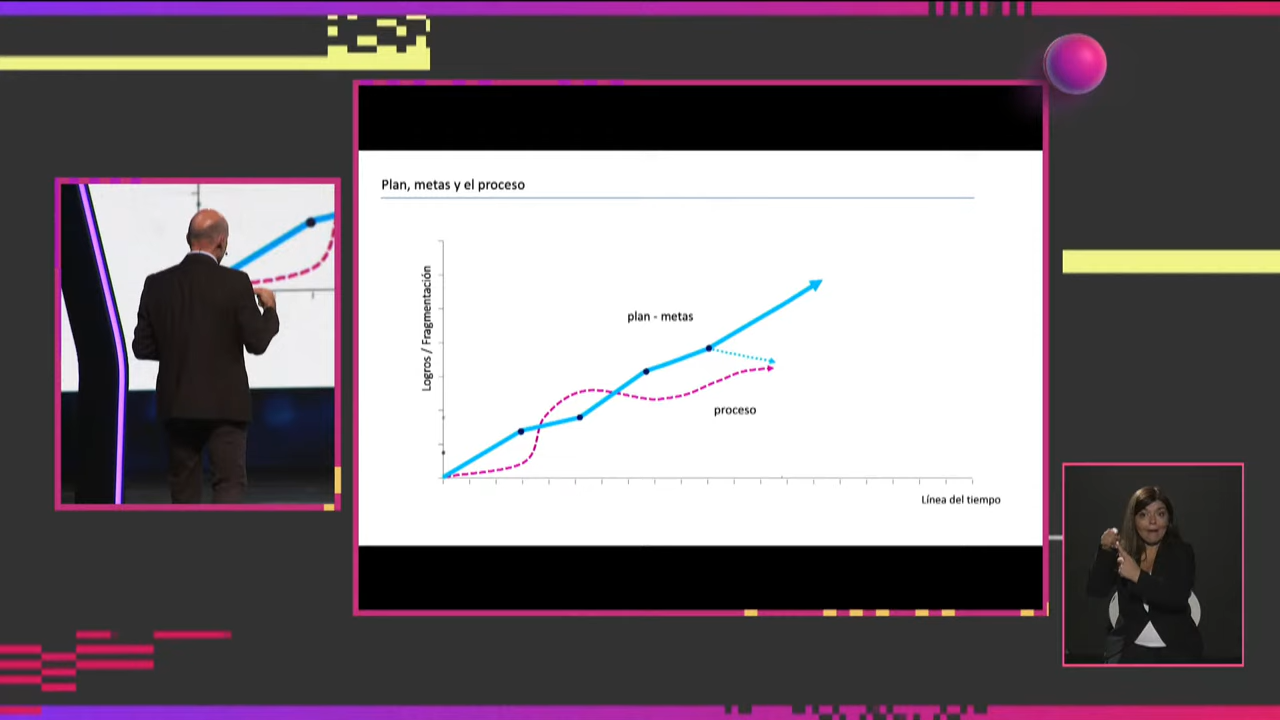 Plan, metas y el proceso
Logros / Fragmentación
plan - metas
proceso
Línea del tiempo